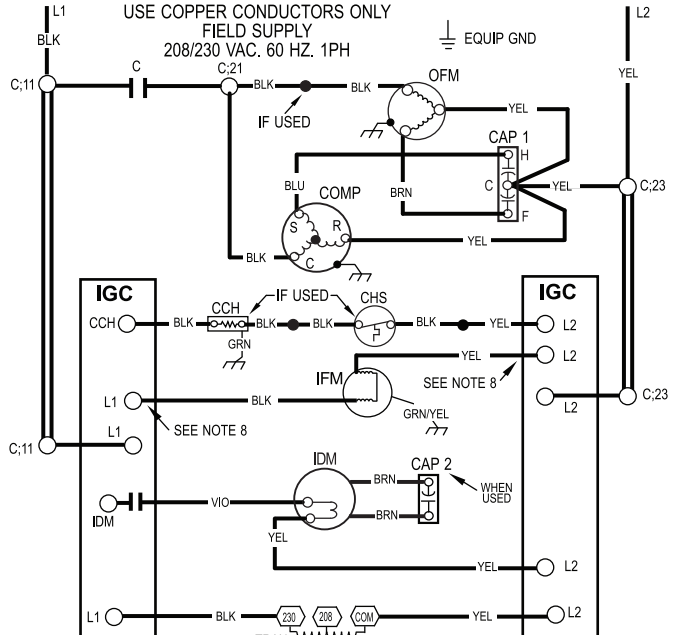 L1
USE COPPER CONDUCTORS ONLY
L2
FIELD SUPPLY
BLK
208/230 VAC. 60 HZ. 1PH
EQUIP GND
C;11
C
C;21
BLK
BLK
OFM
YEL
IF USED
YEL
CAP 1
H
BLU
COMP
BRN
C
YEL
C;23
S
R
F
BLK
C
YEL
IGC
IF USED
CHS
IGC
CCH
BLK
CCH
BLK
BLK
BLK
YEL
L2
GRN
YEL
L2
IFM
SEE NOTE 8
L1
BLK
GRN/YEL
L2
C;23
SEE NOTE 8
L1
C;11
IDM
CAP 2
BRN
WHEN
USED
IDM
VIO
BRN
YEL
YEL
L2
L1
BLK
230
208
COM
YEL
L2